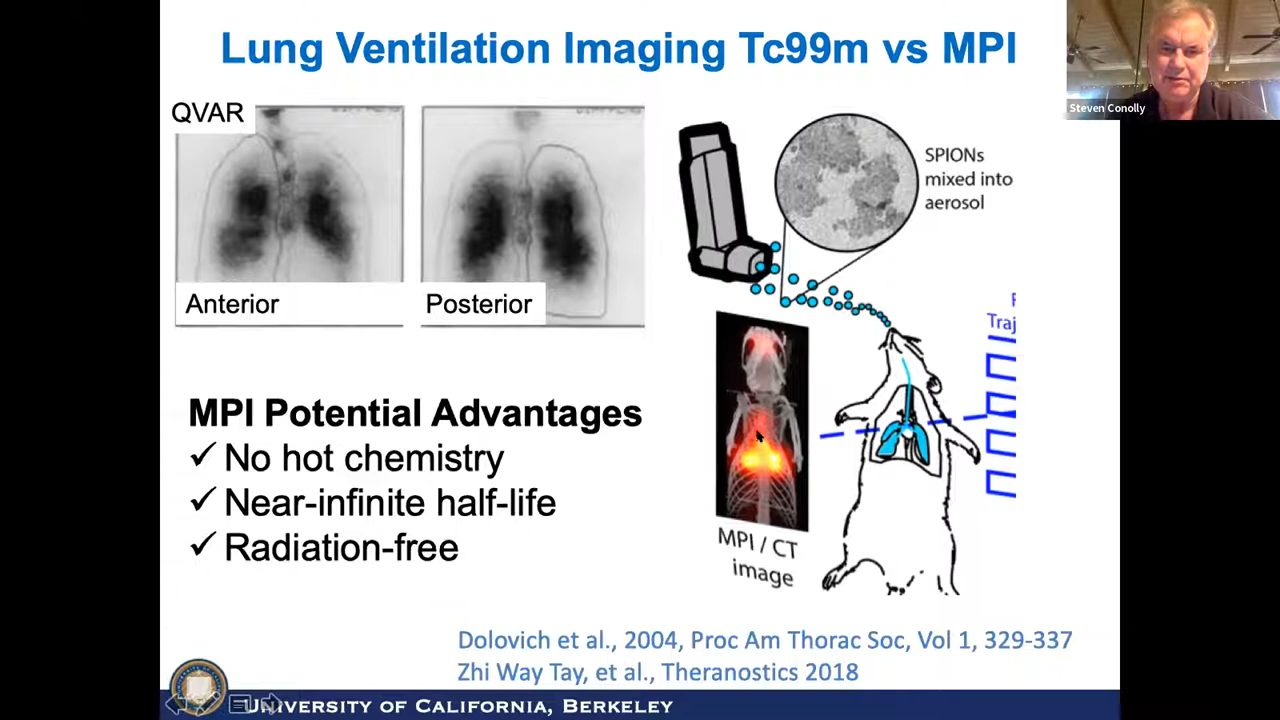 Lung Ventilation Imaging Tc99m vs MPI
Steven Conolly
QVAR
Anterior
Posterior
SPIONs
mixed into
aerosol
Traj
MPI Potential Advantages
✓ No hot chemistry
✓ Near-infinite half-life
✓ Radiation-free
MPI / CT
image
Dolovich et al., 2004, Proc Am Thorac Soc, Vol 1, 329-337
Zhi Way Tay, et al., Theranostics 2018
UNIVERSITY OF CALIFORNIA, BERKELEY